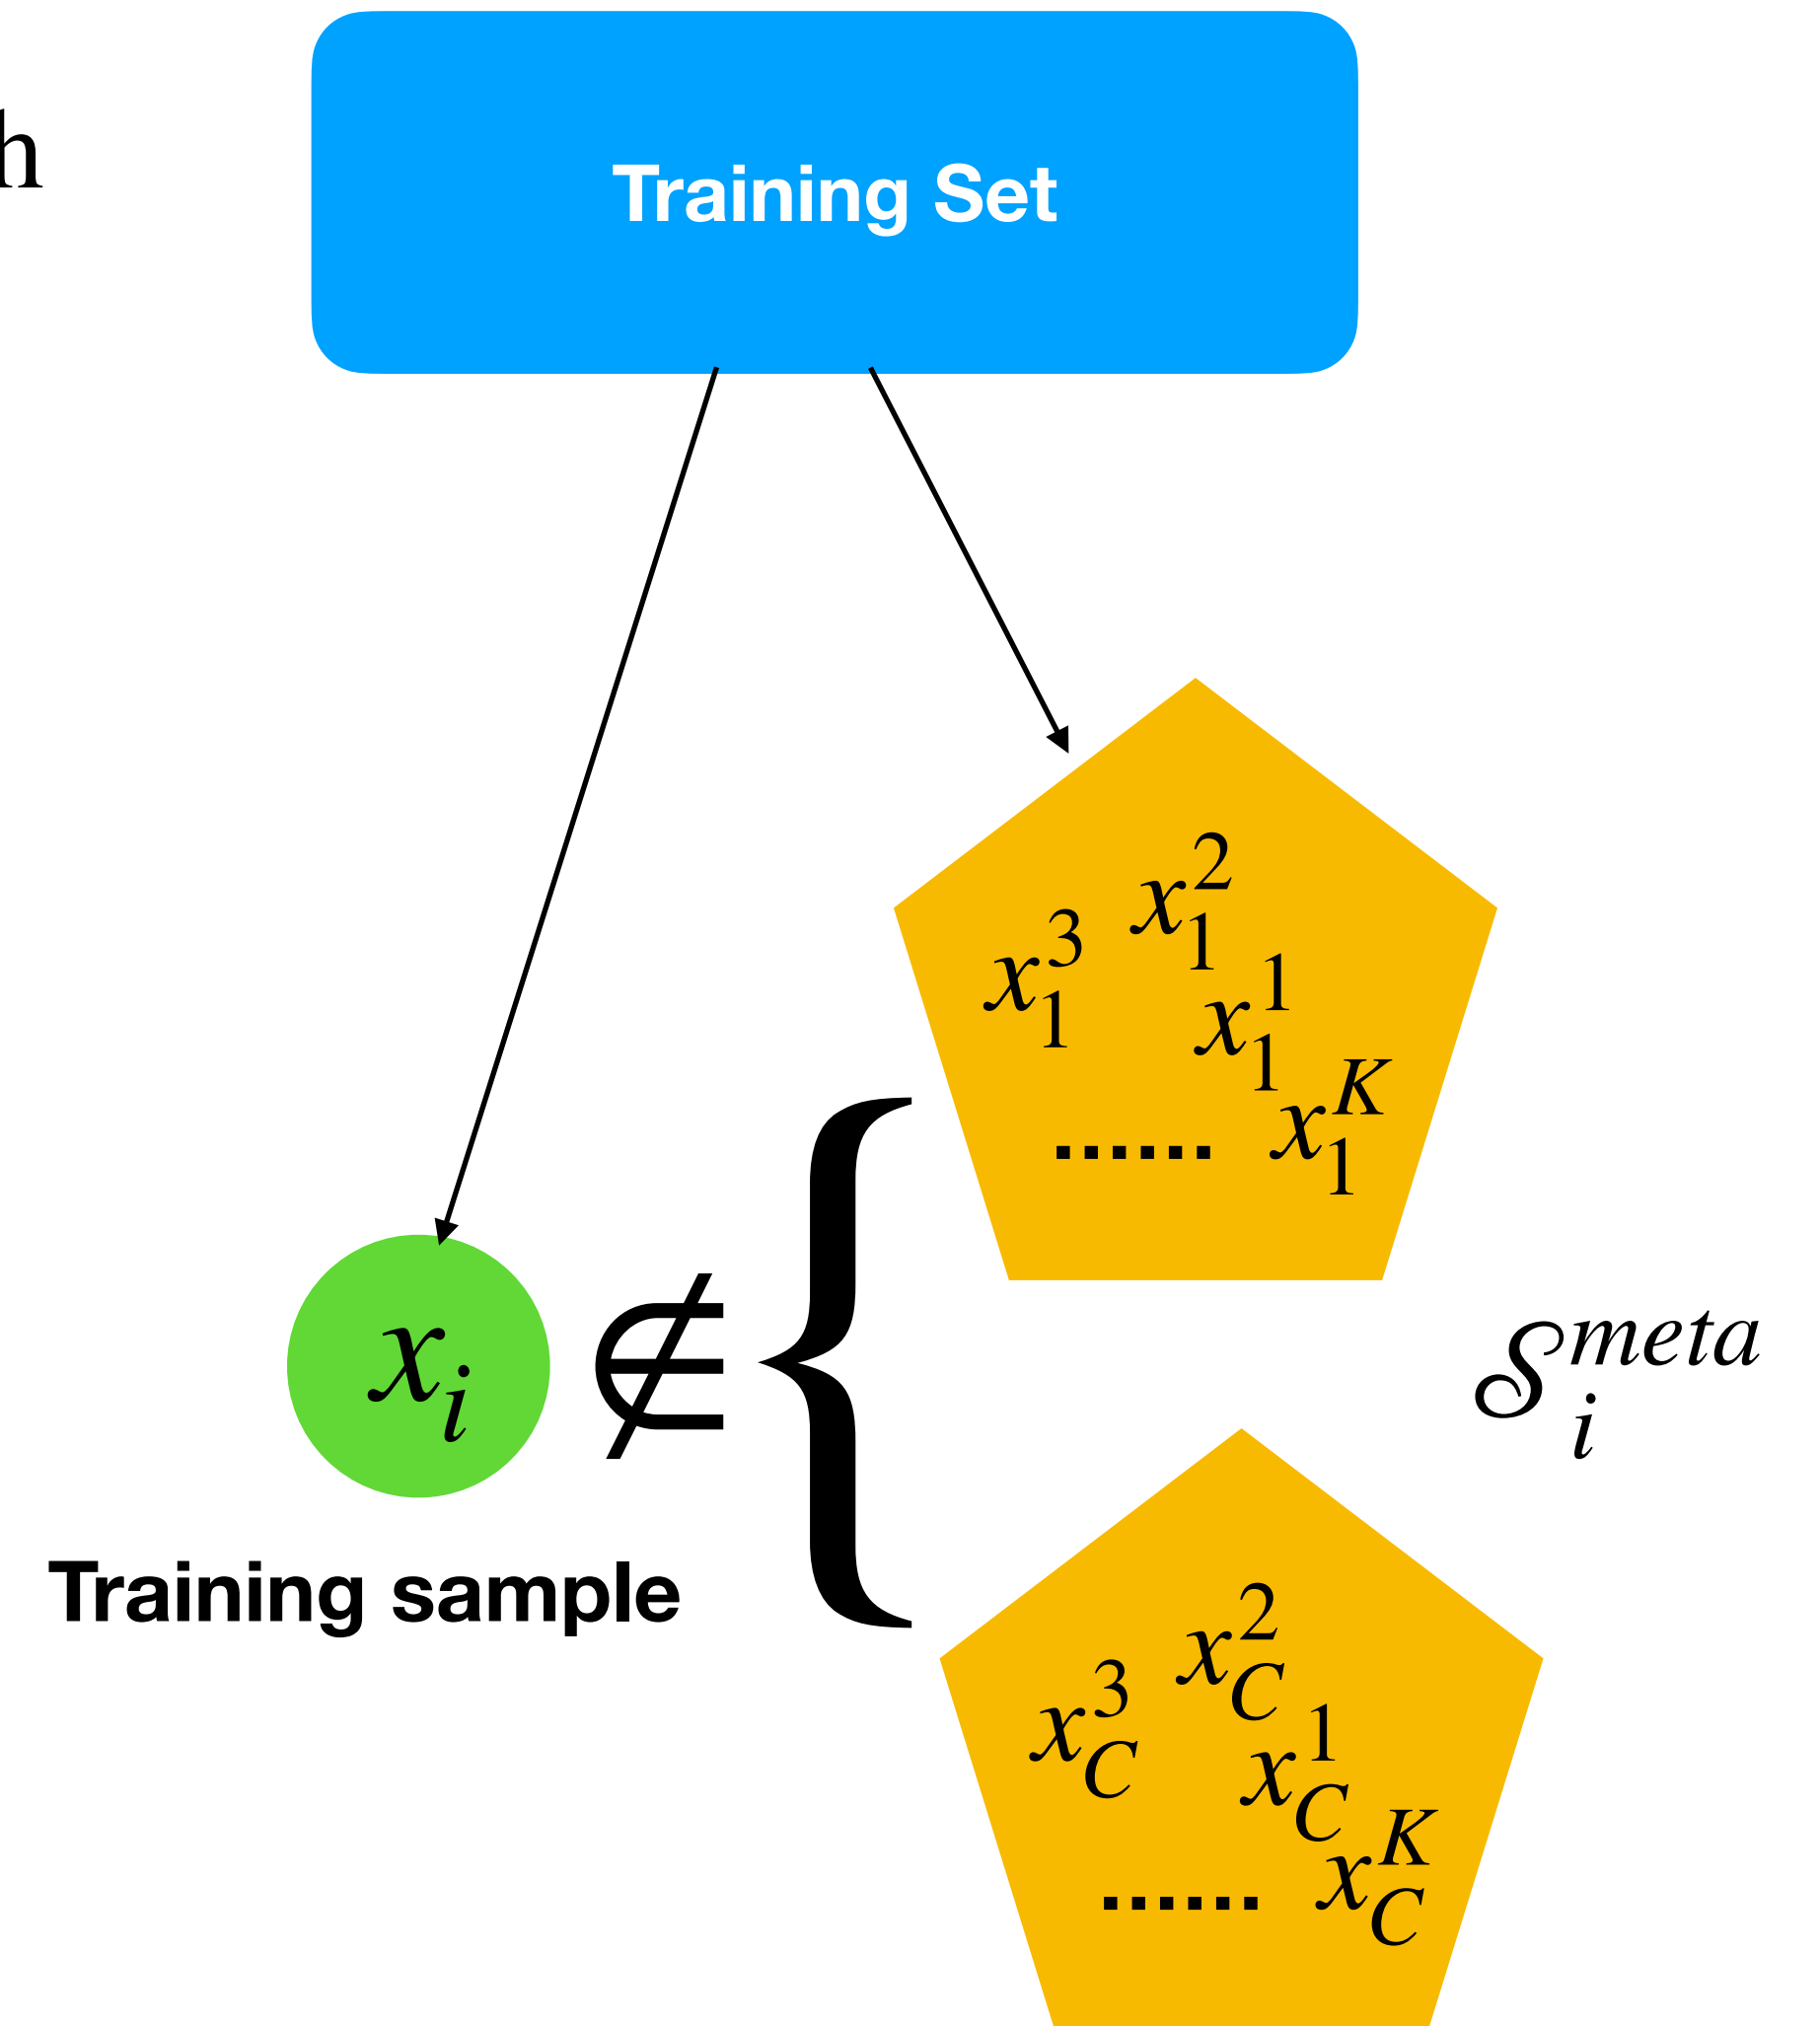 h
Training Set
x_1^2
x_1^3
x_1^1
x_1^K
......
x_i ∉ {
𝒮_i^{meta}
Training sample
x_C^2
x_C^3
x_C^1
x_C^K
......